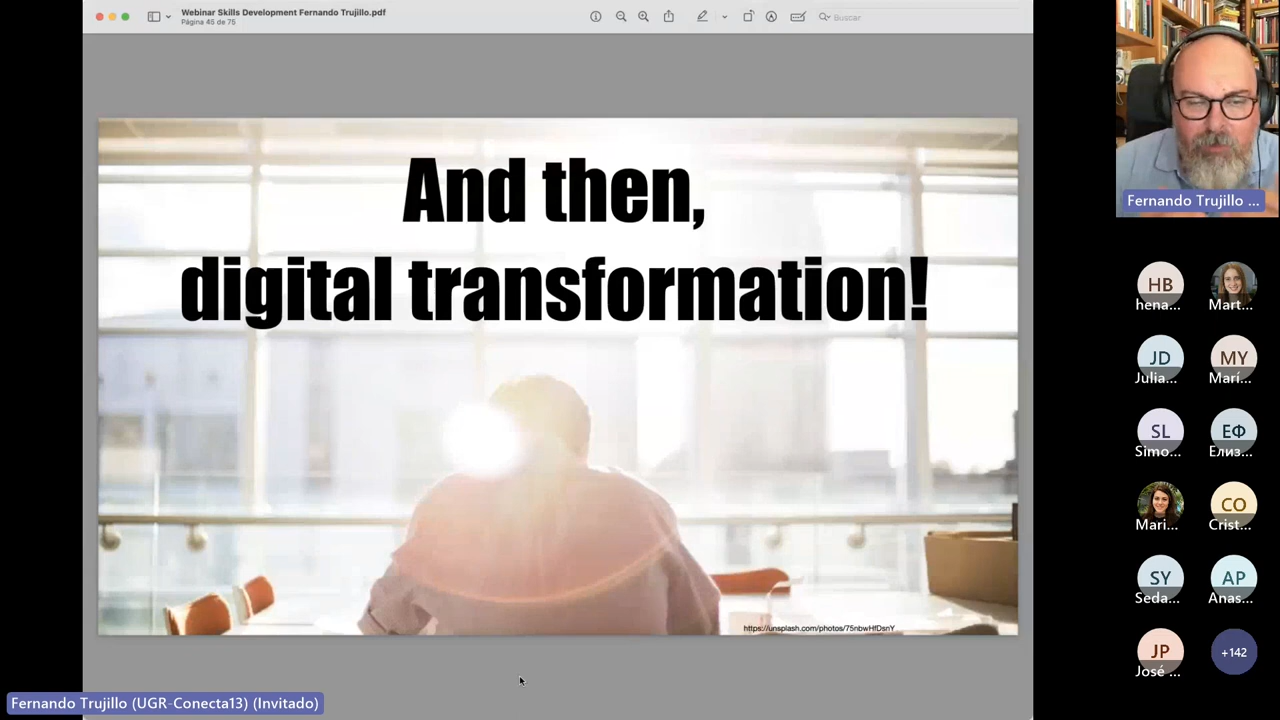 Webinar Skills Development Fernando Trujillo.pdf
Página 45 de 75
Buscar
And then,
digital transformation!
https://unsplash.com/photos/75nbwHfDsnY
Fernando Trujillo ...
HB
hena...
Mart...
JD
Julia...
MY
Marí...
SL
Simo...
ЕФ
Елиз...
Mari...
CO
Crist...
SY
Seda...
AP
Anas...
JP
José ...
+142
Fernando Trujillo (UGR-Conecta13) (Invitado)